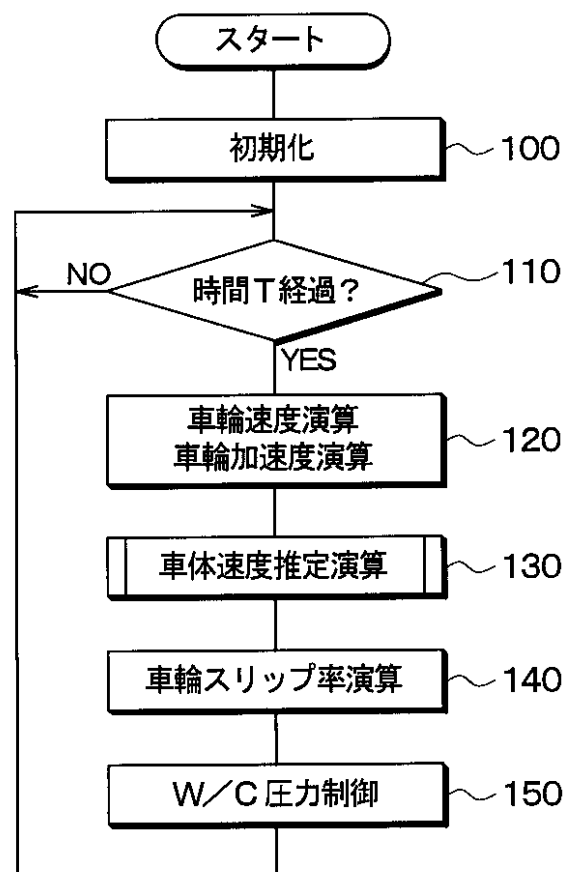 スタート
初期化
100
NO
時間T経過?
110
YES
車輪速度演算
車輪加速度演算
120
車体速度推定演算
130
車輪スリップ率演算
140
W/C圧力制御
150